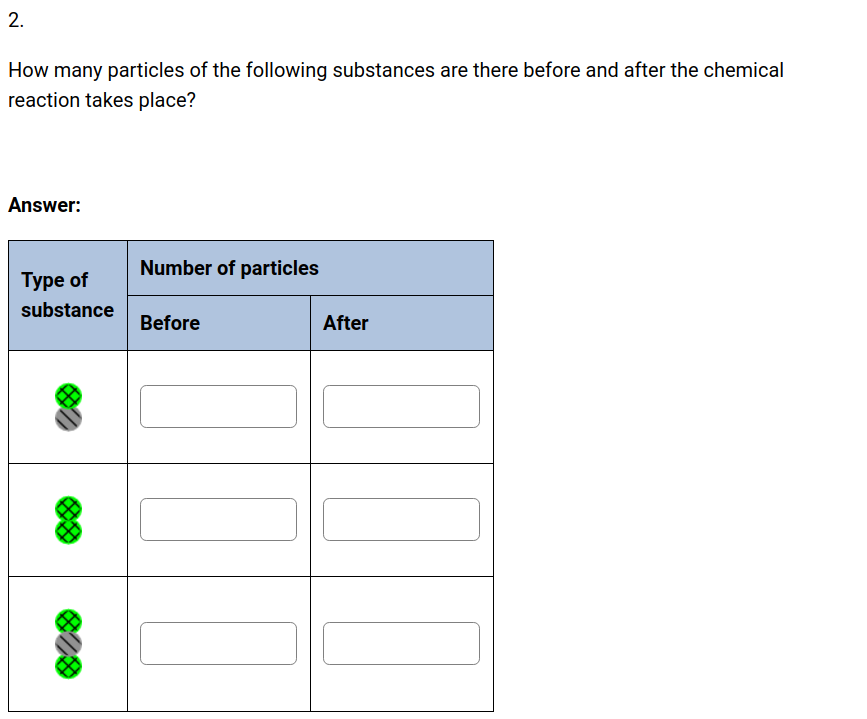 2.
How many particles of the following substances are there before and after the chemical
reaction takes place?
Answer:
Type of
substance
Number of particles
Before
After